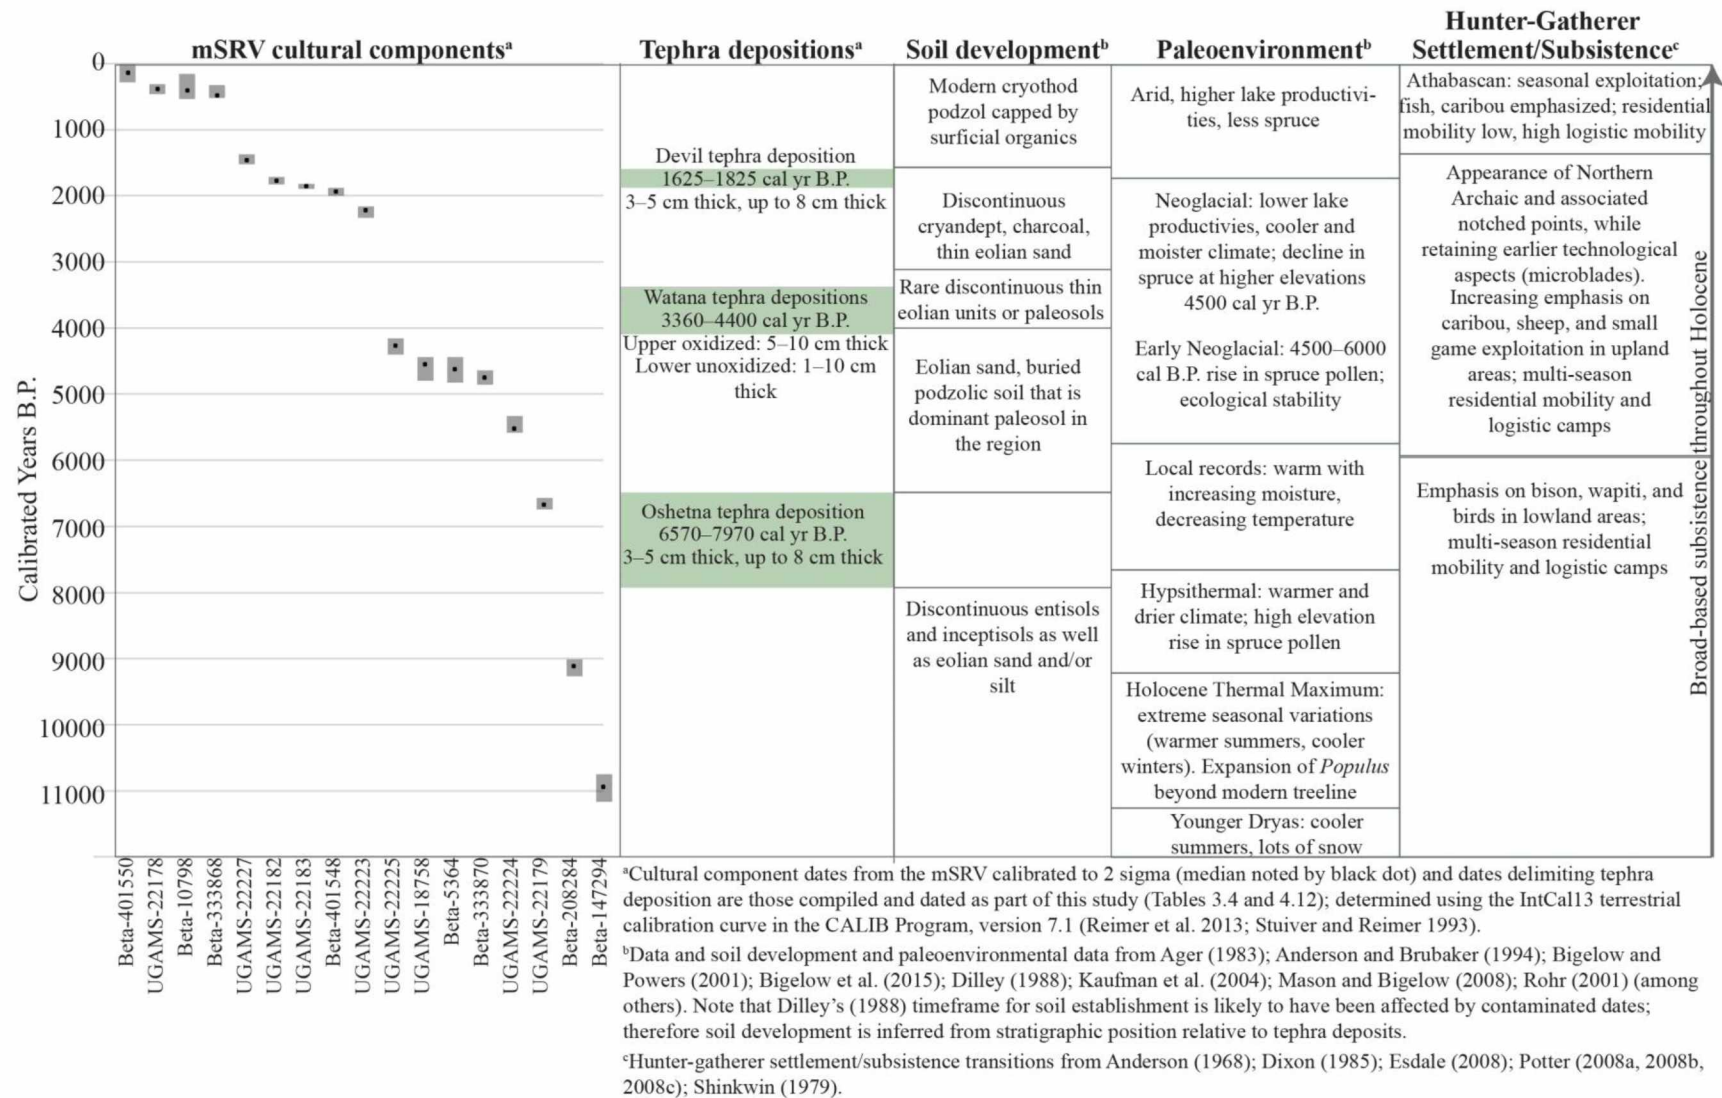 mSRV cultural componentsᵃ
Tephra depositionsᵃ
Soil developmentᵇ
Paleoenvironmentᵇ
Hunter-Gatherer
Settlement/Subsistenceᶜ
Calibrated Years B.P.
0
1000
2000
3000
4000
5000
6000
7000
8000
9000
10000
11000
Beta-401550
UGAMS-22178
Beta-10798
Beta-333868
UGAMS-222227
UGAMS-22182
UGAMS-22183
Beta-401548
UGAMS-222223
UGAMS-222225
UGAMS-18758
Beta-5364
Beta-333870
UGAMS-222224
UGAMS-22179
Beta-208284
Beta-147294
Devil tephra deposition
1625–1825 cal yr B.P.
3–5 cm thick, up to 8 cm thick
Watana tephra depositions
3360–4400 cal yr B.P.
Upper oxidized: 5–10 cm thick
Lower unoxidized: 1–10 cm
thick
Oshetna tephra deposition
6570–7970 cal yr B.P.
3–5 cm thick, up to 8 cm thick
Modern cryothod
podzol capped by
surficial organics
Discontinuous
cryandept, charcoal,
thin eolian sand
Rare discontinuous thin
eolian units or paleosols
Eolian sand, buried
podzolic soil that is
dominant paleosol in
the region
Discontinuous entisols
and inceptisols as well
as eolian sand and/or
silt
Arid, higher lake productivi-
ties, less spruce
Neoglacial: lower lake
productivies, cooler and
moister climate; decline in
spruce at higher elevations
4500 cal yr B.P.
Early Neoglacial: 4500–6000
cal B.P. rise in spruce pollen;
ecological stability
Local records: warm with
increasing moisture,
decreasing temperature
Hypsithermal: warmer and
drier climate; high elevation
rise in spruce pollen
Holocene Thermal Maximum:
extreme seasonal variations
(warmer summers, cooler
winters). Expansion of Populus
beyond modern treeline
Younger Dryas: cooler
summers, lots of snow
Athabascan: seasonal exploitation;
fish, caribou emphasized; residential
mobility low, high logistic mobility
Appearance of Northern
Archaic and associated
notched points, while
retaining earlier technological
aspects (microblades).
Increasing emphasis on
caribou, sheep, and small
game exploitation in upland
areas; multi-season
residential mobility and
logistic camps
Emphasis on bison, wapiti, and
birds in lowland areas;
multi-season residential
mobility and logistic camps
Broad-based subsistence throughout Holocene
ᵃCultural component dates from the mSRV calibrated to 2 sigma (median noted by black dot) and dates delimiting tephra
deposition are those compiled and dated as part of this study (Tables 3.4 and 4.12); determined using the IntCal13 terrestrial
calibration curve in the CALIB Program, version 7.1 (Reimer et al. 2013; Stuiver and Reimer 1993).
ᵇData and soil development and paleoenvironmental data from Ager (1983); Anderson and Brubaker (1994); Bigelow and
Powers (2001); Bigelow et al. (2015); Dilley (1988); Kaufman et al. (2004); Mason and Bigelow (2008); Rohr (2001) (among
others). Note that Dilley’s (1988) timeframe for soil establishment is likely to have been affected by contaminated dates;
therefore soil development is inferred from stratigraphic position relative to tephra deposits.
ᶜHunter-gatherer settlement/subsistence transitions from Anderson (1968); Dixon (1985); Esdale (2008); Potter (2008a, 2008b,
2008c); Shinkwin (1979).